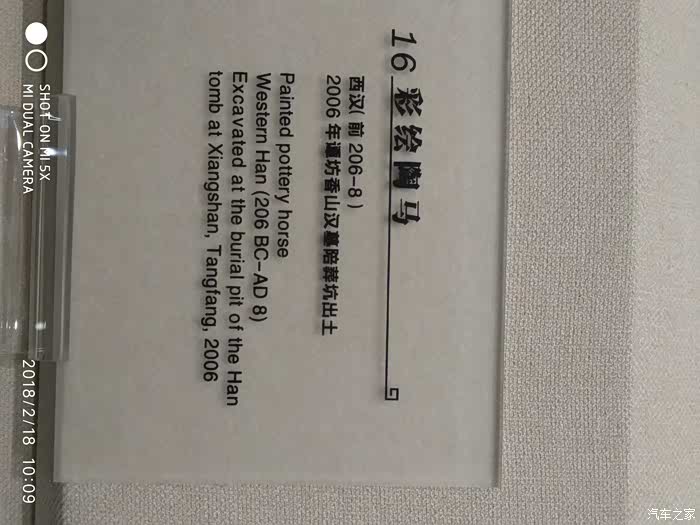 16 彩绘陶马
西汉(前 206-8)
2006 年潍坊香山汉墓陪葬坑出土
Painted pottery horse
Western Han (206 BC-AD 8)
Excavated at the burial pit of the Han
tomb at Xiangshan, Tangfang, 2006
SHOT ON MI 5X
MI DUAL CAMERA
2018/2/18 10:09
汽车之家